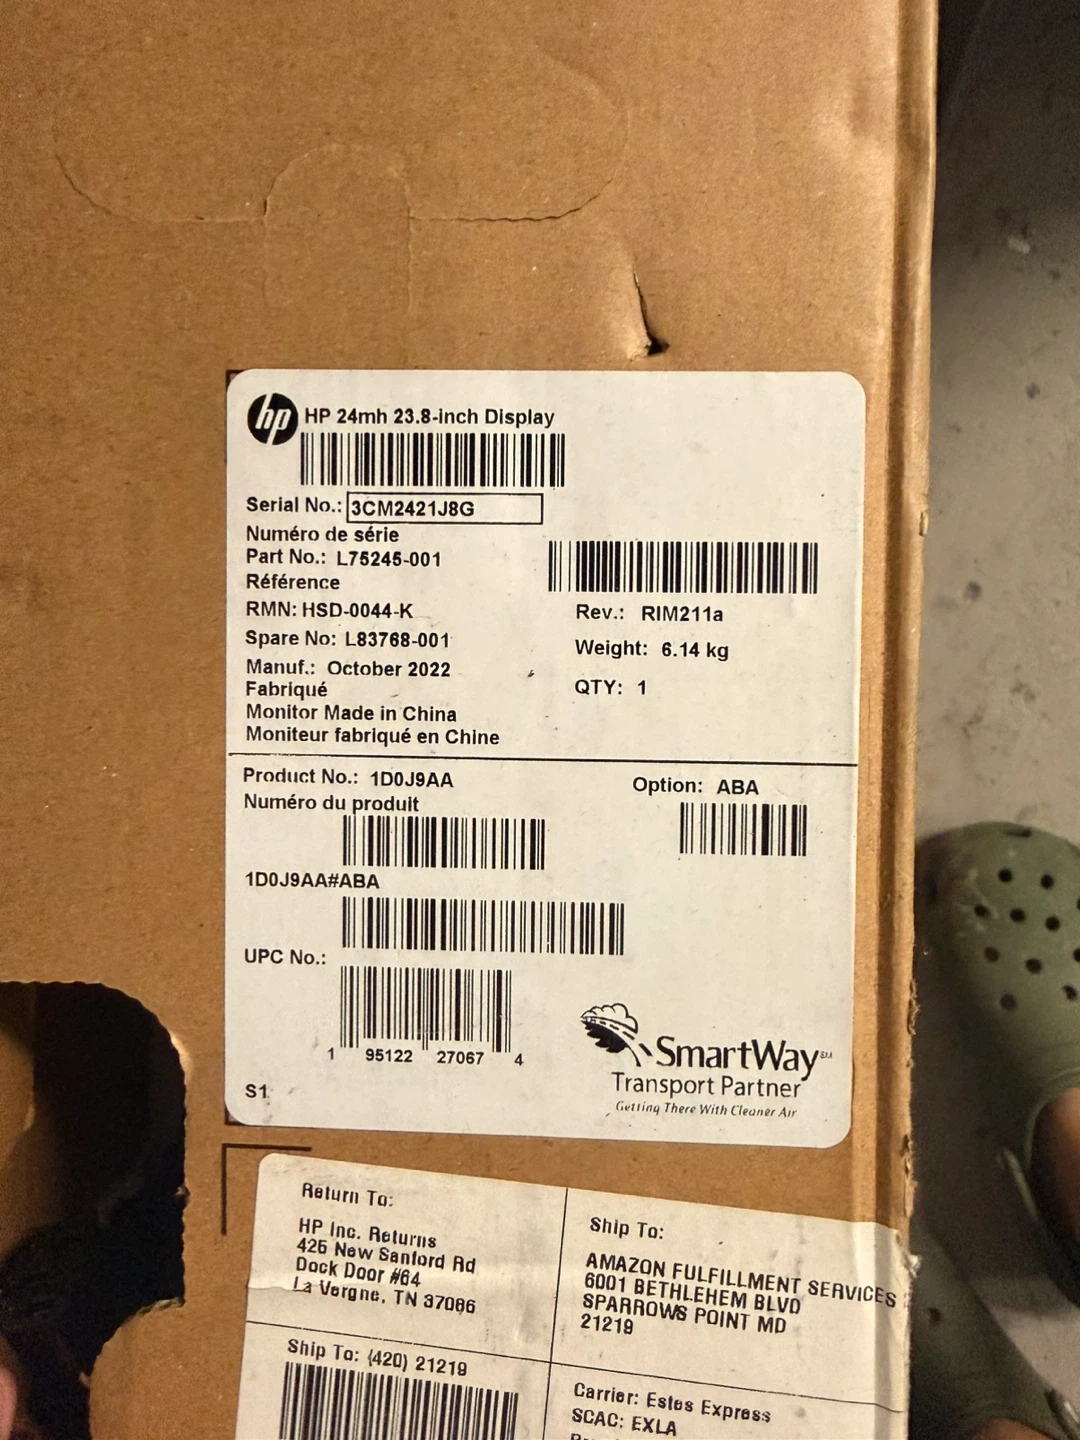 hp HP 24mh 23.8-inch Display
Serial No.: 3CM2421J8G
Numéro de série
Part No.: L75245-001
Référence
RMN: HSD-0044-K
Rev.: RIM211a
Spare No: L83768-001
Weight: 6.14 kg
Manuf.: October 2022
QTY: 1
Fabriqué
Monitor Made in China
Moniteur fabriqué en Chine
Product No.: 1D0J9AA
Option: ABA
Numéro du produit
1D0J9AA#ABA
UPC No.:
1 95122 27067 4
S1
SmartWay SM
Transport Partner
Getting There With Cleaner Air
Return To:
HP Inc. Returns
425 New Sanford Rd
Dock Door #64
La Vergne, TN 37086
Ship To:
AMAZON FULFILLMENT SERVICES
6001 BETHLEHEM BLVD
SPARROWS POINT MD
21219
Ship To: (420) 21219
Carrier: Estes Express
SCAC: EXLA